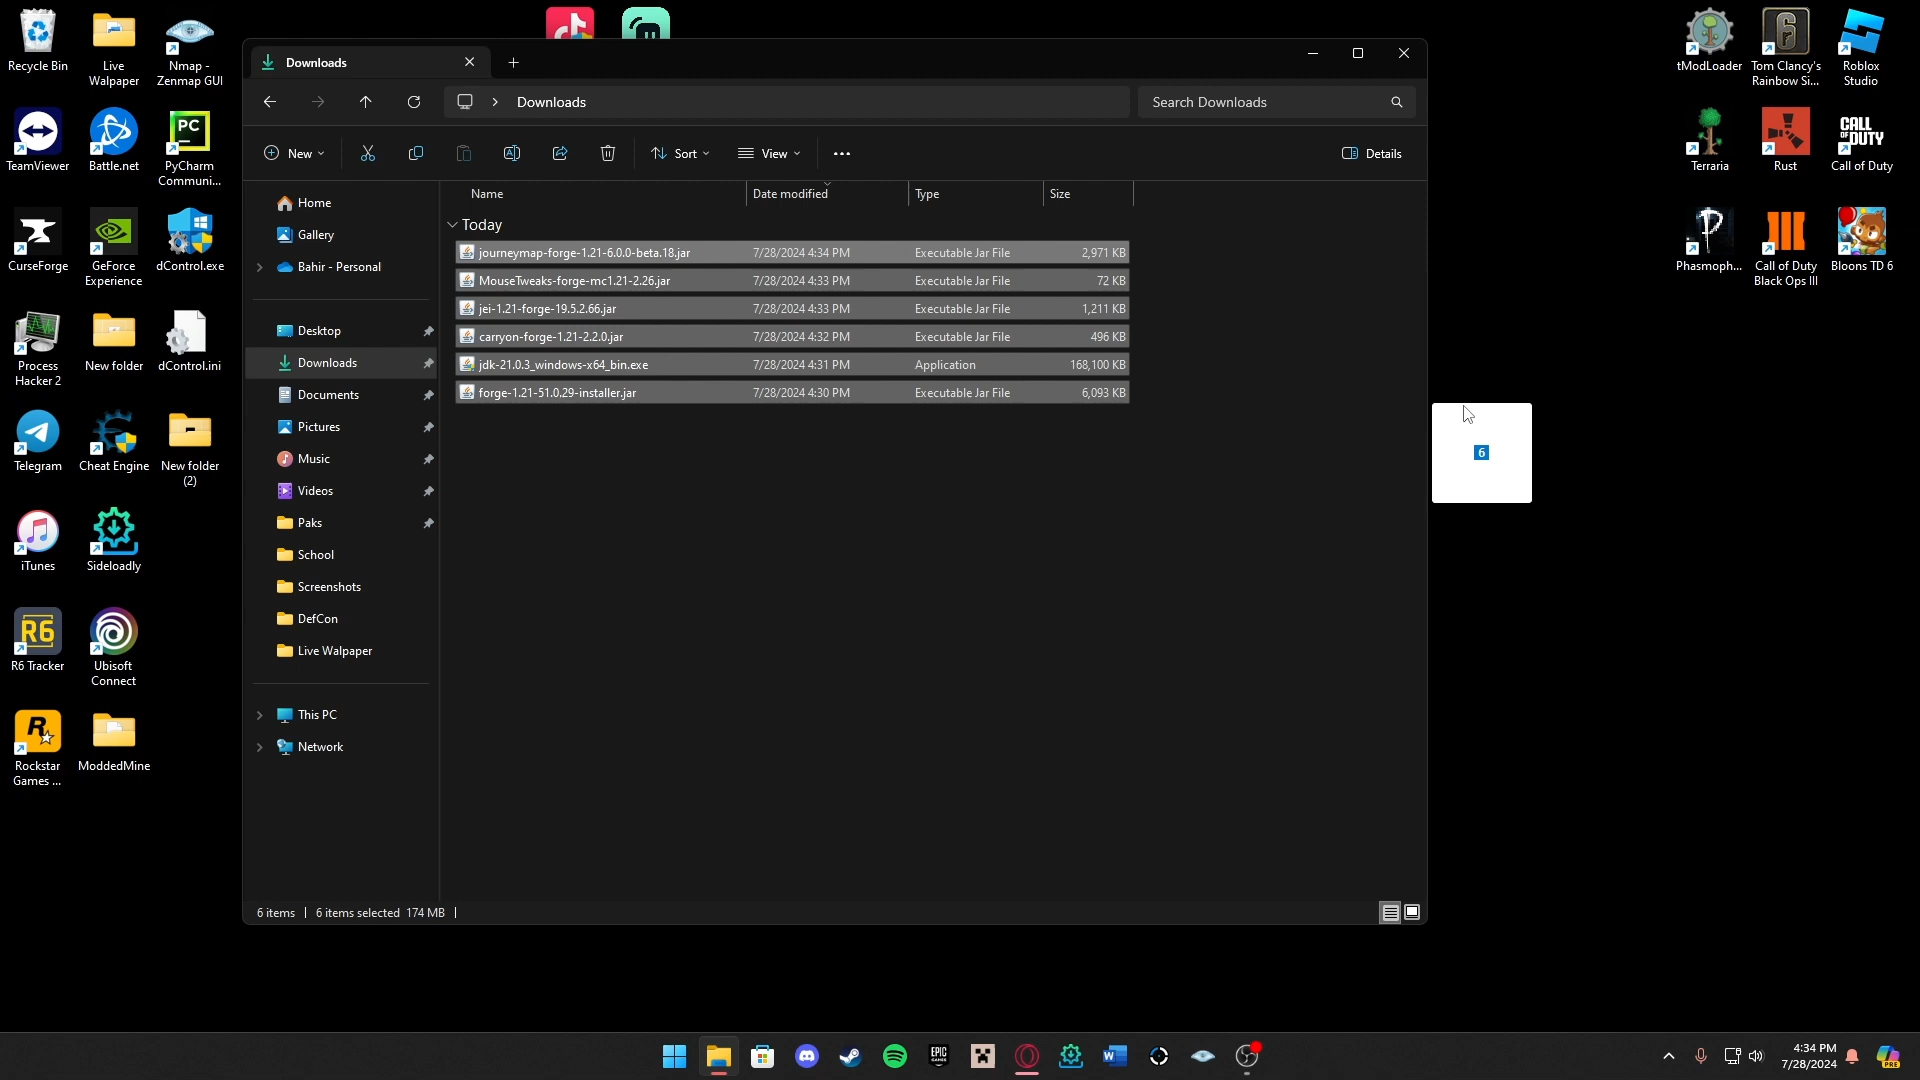 Recycle Bin
Live
Walpaper
Nmap -
Zenmap GUI
TeamViewer
Battle.net
PC
PyCharm
Communi...
CurseForge
GeForce
Experience
dControl.exe
Process
Hacker 2
New folder
dControl.ini
Telegram
Cheat Engine
New folder
(2)
iTunes
Sideloadly
R6
R6 Tracker
Ubisoft
Connect
R
Rockstar
Games ...
ModdedMine
Downloads
Downloads
Search Downloads
New
Sort
View
Details
Home
Gallery
Bahir - Personal
Desktop
Downloads
Documents
Pictures
Music
Videos
Paks
School
Screenshots
DefCon
Live Walpaper
This PC
Network
Name Date modified Type Size
Today
journeymap-forge-1.21-6.0.0-beta.18.jar 7/28/2024 4:34 PM Executable Jar File 2,971 KB
MouseTweaks-forge-mc1.21-2.26.jar 7/28/2024 4:33 PM Executable Jar File 72 KB
jei-1.21-forge-19.5.2.66.jar 7/28/2024 4:33 PM Executable Jar File 1,211 KB
carryon-forge-1.21-2.2.0.jar 7/28/2024 4:32 PM Executable Jar File 496 KB
jdk-21.0.3_windows-x64_bin.exe 7/28/2024 4:31 PM Application 168,100 KB
forge-1.21-51.0.29-installer.jar 7/28/2024 4:30 PM Executable Jar File 6,093 KB
6
6 items 6 items selected 174 MB
tModLoader
6
Tom Clancy's
Rainbow Si...
Roblox
Studio
Terraria
Rust
CALL OF
DUTY
Call of Duty
Phasmoph...
Call of Duty
Black Ops III
Bloons TD 6
EPIC
GAMES
W
4:34 PM
7/28/2024
PRE